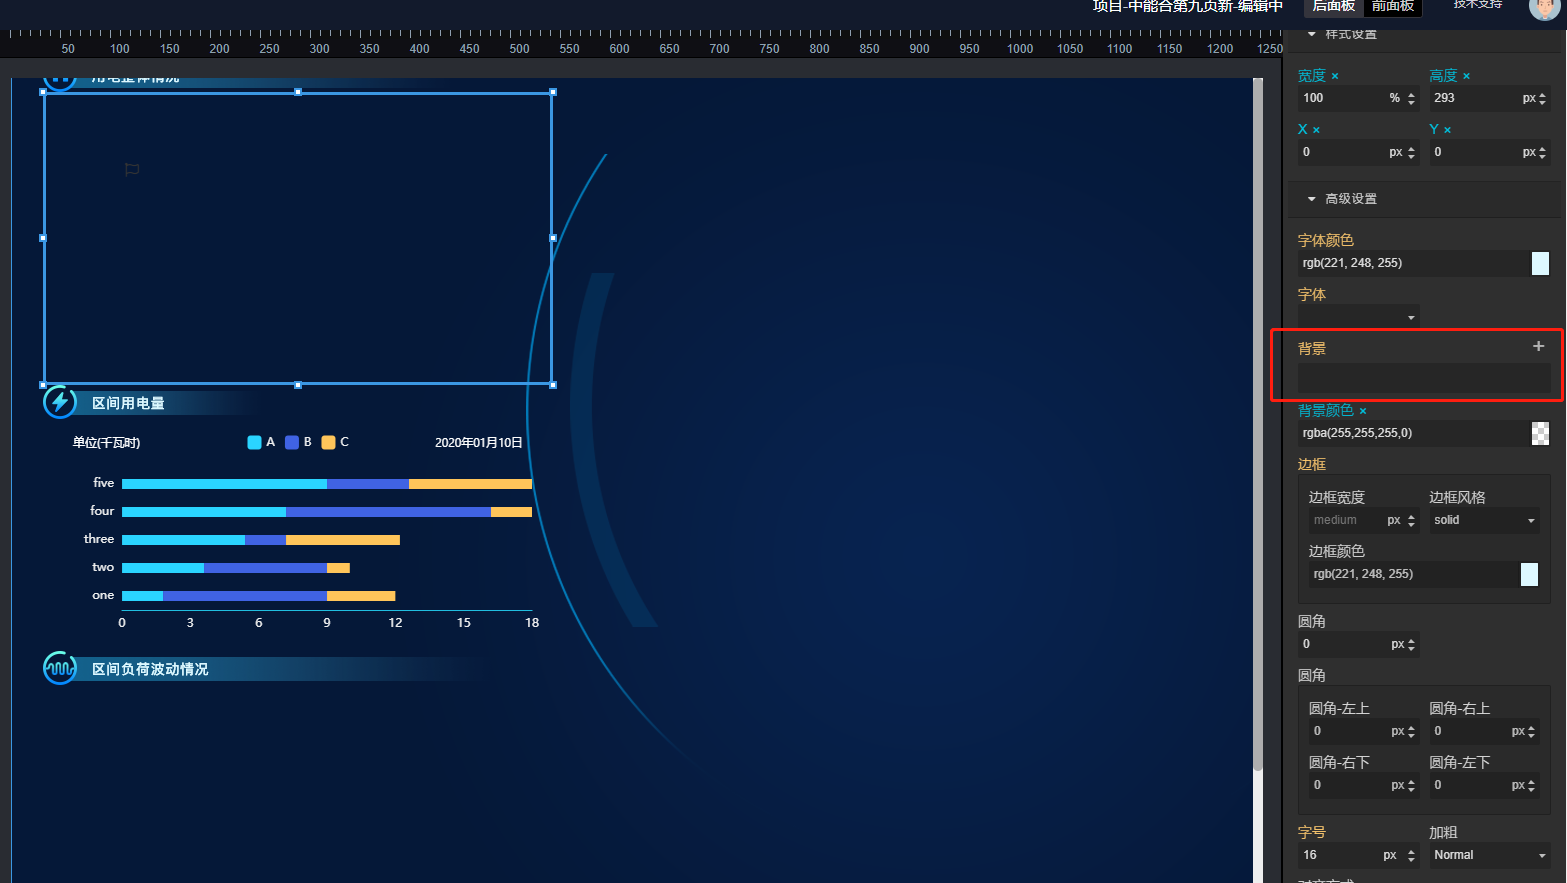 项目-中能合第九页新-编辑中
后面板
前面板
技术支持
50 100 150 200 250 300 350 400 450 500 550 600 650 700 750 800 850 900 950 1000 1050 1100 1150 1200 1250
用电整体情况
区间用电量
单位(千瓦时)
A B C
2020年01月10日
five
four
three
two
one
0 3 6 9 12 15 18
区间负荷波动情况
样式设置
宽度 × 高度 ×
100 % 293 px
X × Y ×
0 px 0 px
高级设置
字体颜色
rgb(221, 248, 255)
字体
背景 +
背景颜色 ×
rgba(255,255,255,0)
边框
边框宽度 边框风格
medium px solid
边框颜色
rgb(221, 248, 255)
圆角
0 px
圆角
圆角-左上 圆角-右上
0 px 0 px
圆角-右下 圆角-左下
0 px 0 px
字号 加粗
16 px Normal